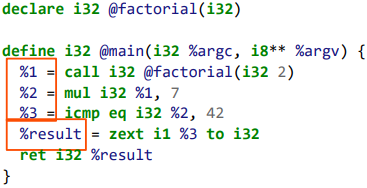 declare i32 @factorial(i32)
define i32 @main(i32 %argc, i8** %argv) {
%1 = call i32 @factorial(i32 2)
%2 = mul i32 %1, 7
%3 = icmp eq i32 %2, 42
%result = zext i1 %3 to i32
ret i32 %result
}